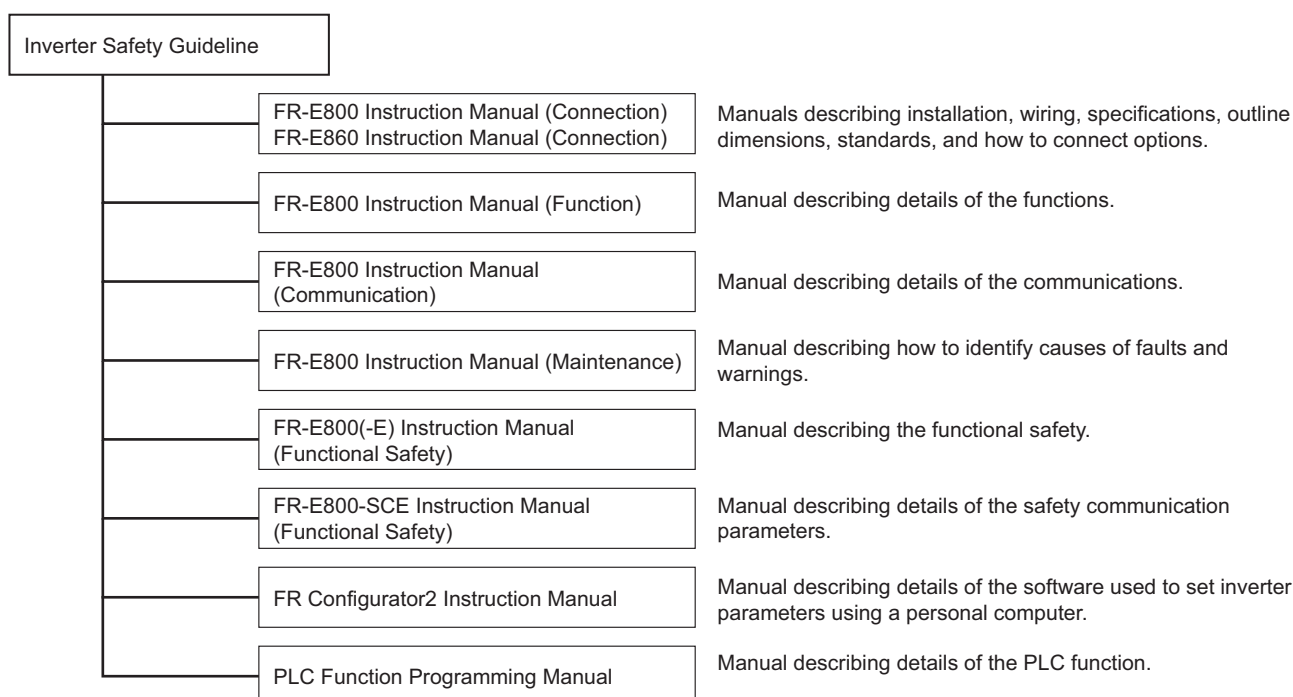 Inverter Safety Guideline
FR-E800 Instruction Manual (Connection)
FR-E860 Instruction Manual (Connection)
Manuals describing installation, wiring, specifications, outline
dimensions, standards, and how to connect options.
FR-E800 Instruction Manual (Function)
Manual describing details of the functions.
FR-E800 Instruction Manual
(Communication)
Manual describing details of the communications.
FR-E800 Instruction Manual (Maintenance)
Manual describing how to identify causes of faults and
warnings.
FR-E800(-E) Instruction Manual
(Functional Safety)
Manual describing the functional safety.
FR-E800-SCE Instruction Manual
(Functional Safety)
Manual describing details of the safety communication
parameters.
FR Configurator2 Instruction Manual
Manual describing details of the software used to set inverter
parameters using a personal computer.
PLC Function Programming Manual
Manual describing details of the PLC function.